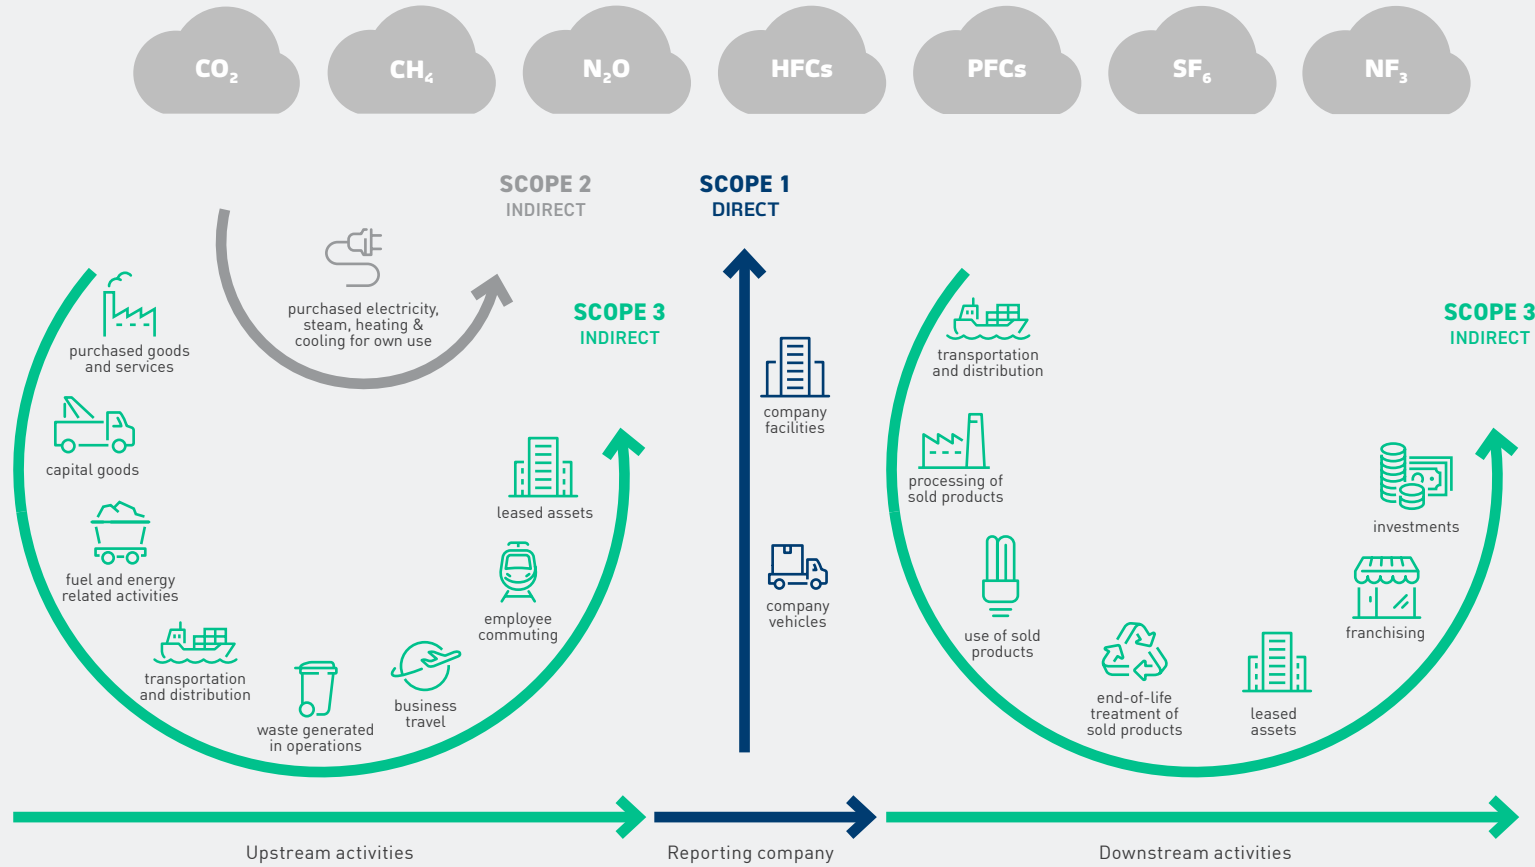 CO₂
CH₄
N₂O
HFCs
PFCs
SF₆
NF₃
SCOPE 2
INDIRECT
SCOPE 1
DIRECT
purchased electricity,
steam, heating &
cooling for own use
SCOPE 3
INDIRECT
purchased goods
and services
capital goods
fuel and energy
related activities
transportation
and distribution
waste generated
in operations
business
travel
employee
commuting
leased assets
company
facilities
company
vehicles
SCOPE 3
INDIRECT
transportation
and distribution
processing of
sold products
use of sold
products
end-of-life
treatment of
sold products
leased
assets
franchising
investments
Upstream activities
Reporting company
Downstream activities